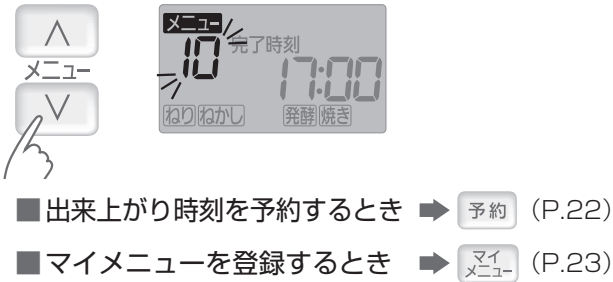 メニュー
メニュー
10
完了時刻
17:00
ねり ねかし 発酵 焼き
■出来上がり時刻を予約するとき ➡ 予約 (P.22)
■マイメニューを登録するとき ➡ マイメニュー (P.23)